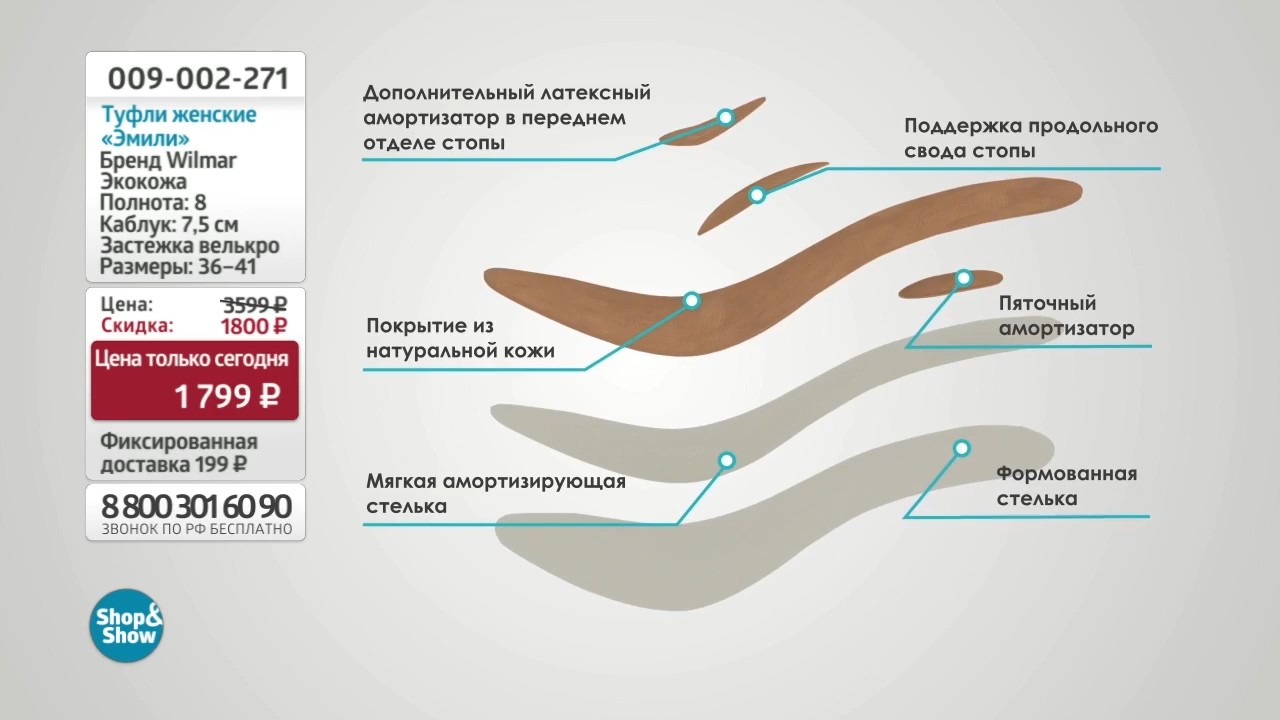 009-002-271
Туфли женские
«Эмили»
Бренд Wilmar
Экокожа
Полнота: 8
Каблук: 7,5 см
Застежка велькро
Размеры: 36–41
Цена: 3599 ₽
Скидка: 1800 ₽
Цена только сегодня
1 799 ₽
Фиксированная
доставка 199 ₽
8 800 301 60 90
ЗВОНОК ПО РФ БЕСПЛАТНО
Shop&
Show
Дополнительный латексный
амортизатор в переднем
отделе стопы
Поддержка продольного
свода стопы
Покрытие из
натуральной кожи
Пяточный
амортизатор
Мягкая амортизирующая
стелька
Формованная
стелька